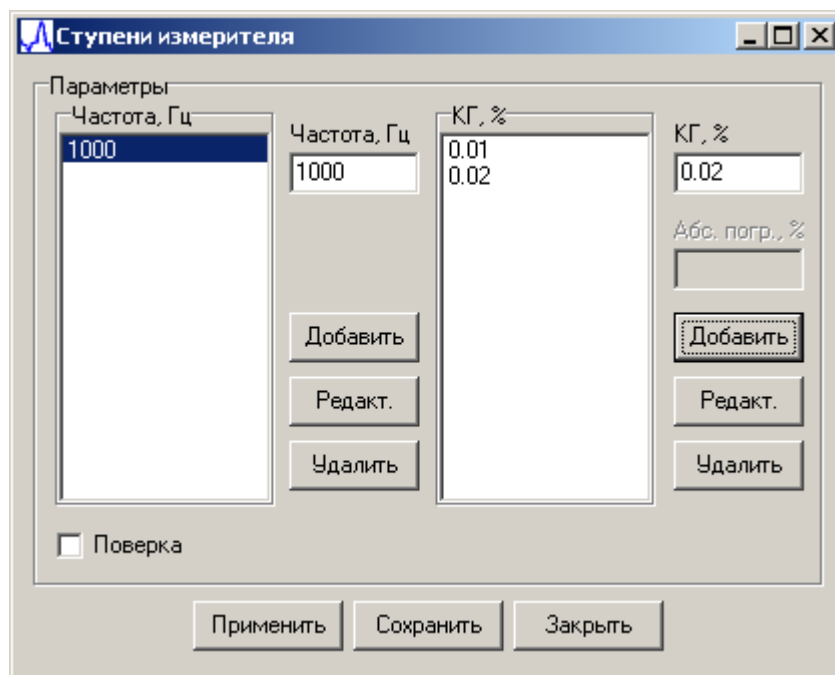 Ступени измерителя
Параметры
Частота, Гц
1000
Частота, Гц
1000
Добавить
Редакт.
Удалить
КГ, %
0.01
0.02
КГ, %
0.02
Абс. погр., %
Добавить
Редакт.
Удалить
Поверка
Применить
Сохранить
Закрыть